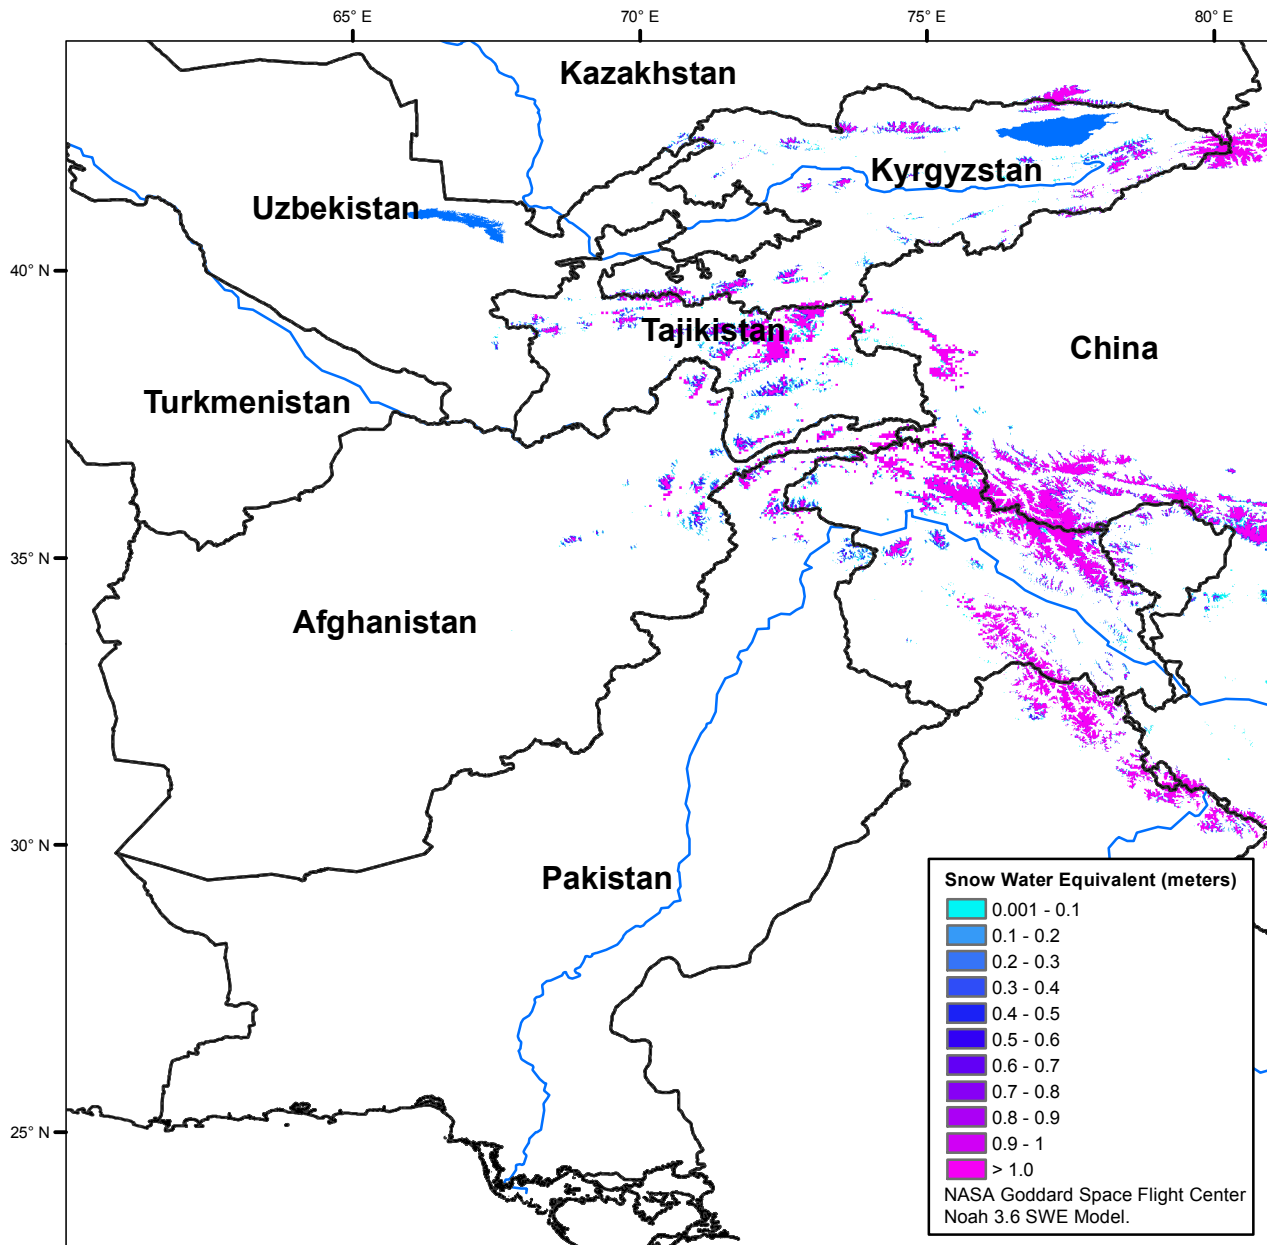 65° E
70° E
75° E
80° E
Kazakhstan
Kyrgyzstan
Uzbekistan
40° N
Tajikistan
China
Turkmenistan
35° N
Afghanistan
30° N
Pakistan
25° N
Snow Water Equivalent (meters)
0.001 - 0.1
0.1 - 0.2
0.2 - 0.3
0.3 - 0.4
0.4 - 0.5
0.5 - 0.6
0.6 - 0.7
0.7 - 0.8
0.8 - 0.9
0.9 - 1
> 1.0
NASA Goddard Space Flight Center
Noah 3.6 SWE Model.